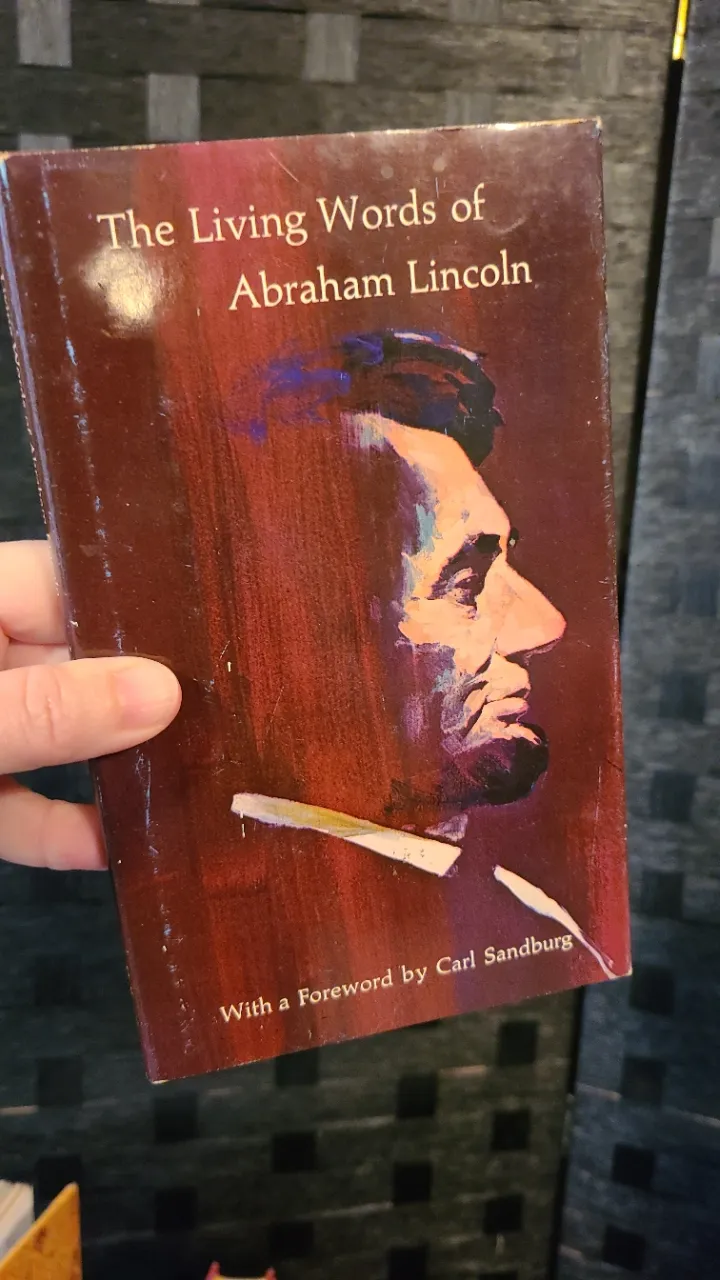 The Living Words of
Abraham Lincoln
With a Foreword by Carl Sandburg